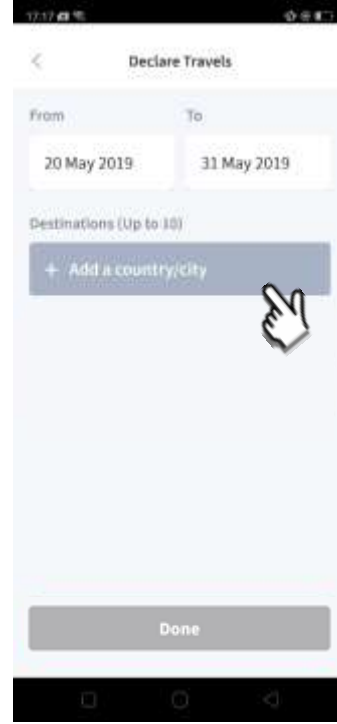 17:17
Declare Travels
From To
20 May 2019 31 May 2019
Destinations (Up to 10)
+ Add a country/city
Done